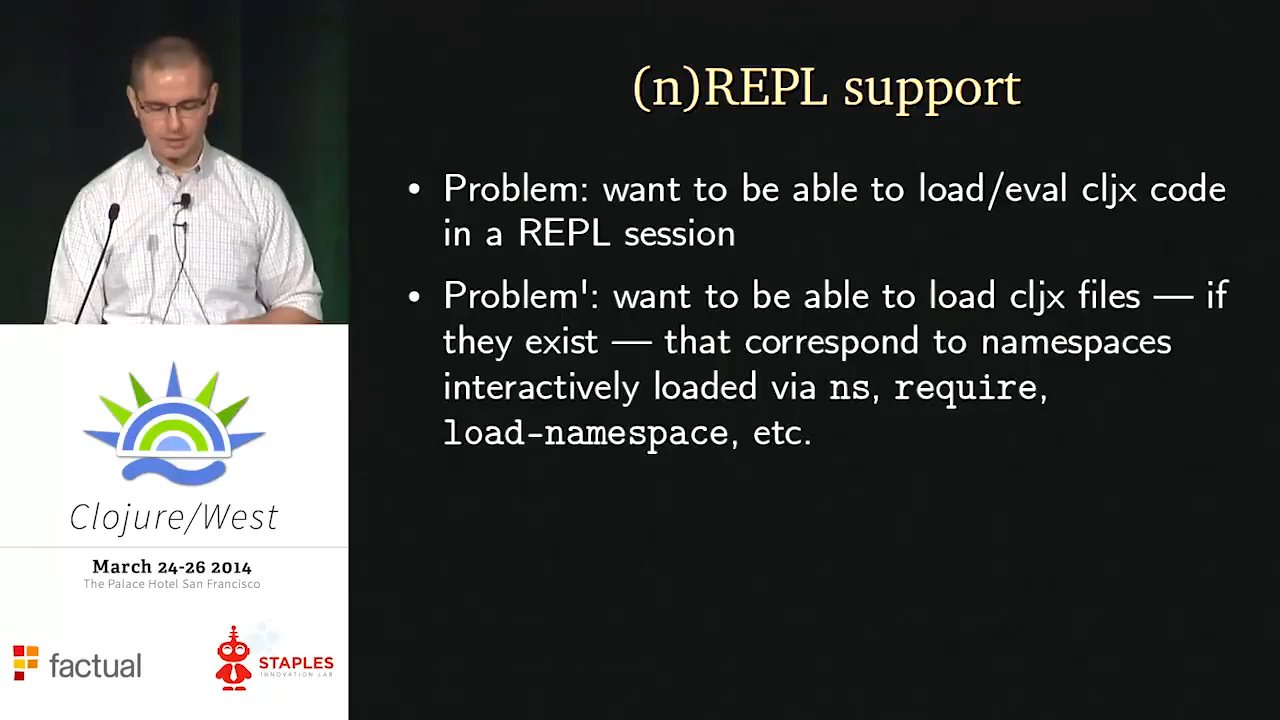 (n)REPL support
• Problem: want to be able to load/eval cljx code
in a REPL session
• Problem': want to be able to load cljx files — if
they exist — that correspond to namespaces
interactively loaded via ns, require,
load-namespace, etc.
Clojure/West
March 24-26 2014
The Palace Hotel San Francisco
factual
STAPLES
INNOVATION LAB